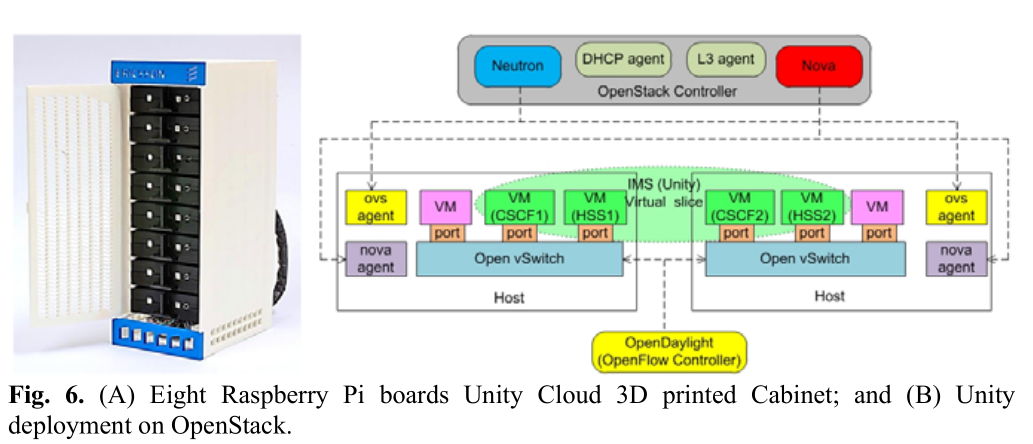 ERICSSON
Neutron
DHCP agent
L3 agent
Nova
OpenStack Controller
IMS (Unity)
Virtual slice
ovs
agent
VM
VM
(CSCF1)
VM
(HSS1)
VM
(CSCF2)
VM
(HSS2)
VM
ovs
agent
port
port
port
port
port
port
nova
agent
Open vSwitch
Open vSwitch
nova
agent
Host
Host
OpenDaylight
(OpenFlow Controller)
Fig. 6. (A) Eight Raspberry Pi boards Unity Cloud 3D printed Cabinet; and (B) Unity
deployment on OpenStack.